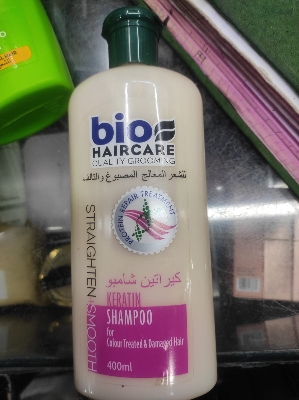 bio
HAIRCARE
QUALITY GROOMING
للشعر المعالج المصبوغ والتالف
PROTEIN REPAIR TREATMENT
STRAIGHTEN SMOOTH
كيراتين شامبو
KERATIN
SHAMPOO
for
Colour Treated & Damaged Hair
400ml